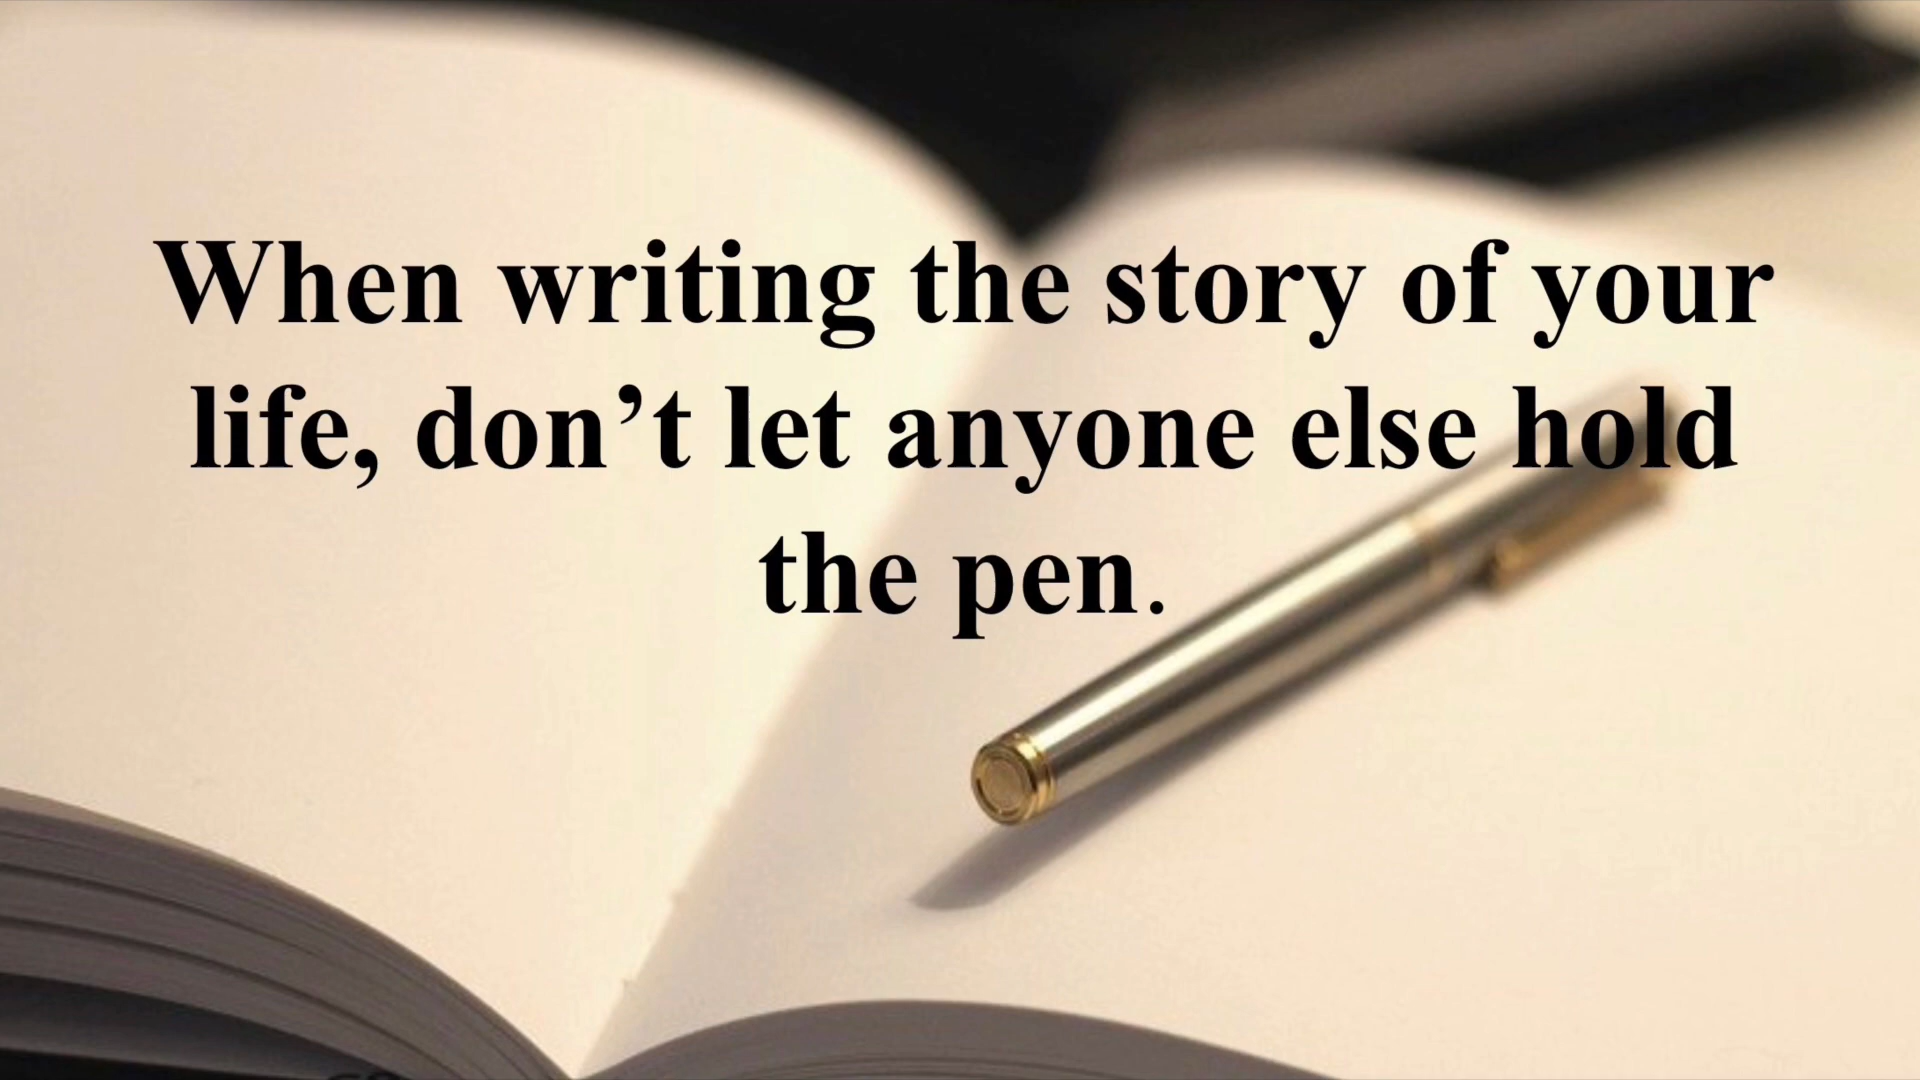 When writing the story of your
life, don’t let anyone else hold
the pen.